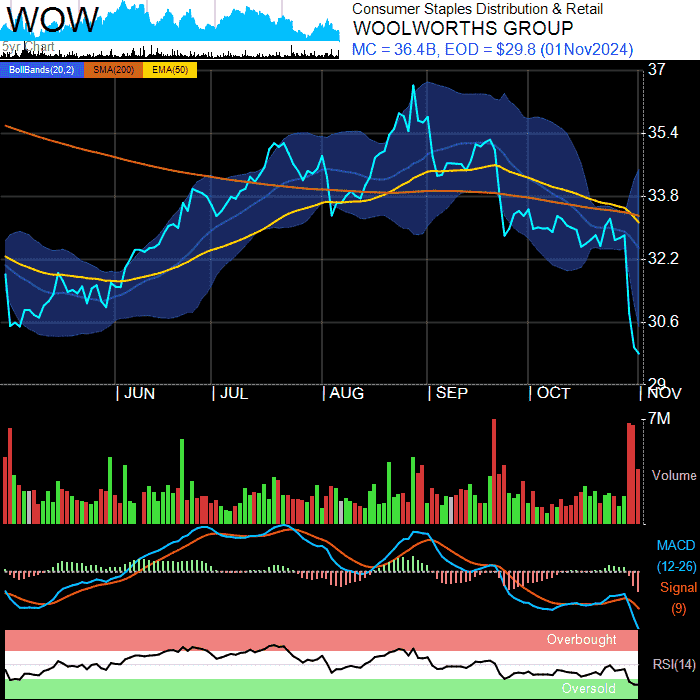 WOW
5yr Chart
Consumer Staples Distribution & Retail
WOOLWORTHS GROUP
MC = 36.4B, EOD = $29.8 (01Nov2024)
BollBands(20,2) SMA(200) EMA(50)
37
35.4
33.8
32.2
30.6
29
JUN JUL AUG SEP OCT NOV
7M
Volume
MACD
(12-26)
Signal
(9)
Overbought
RSI(14)
Oversold